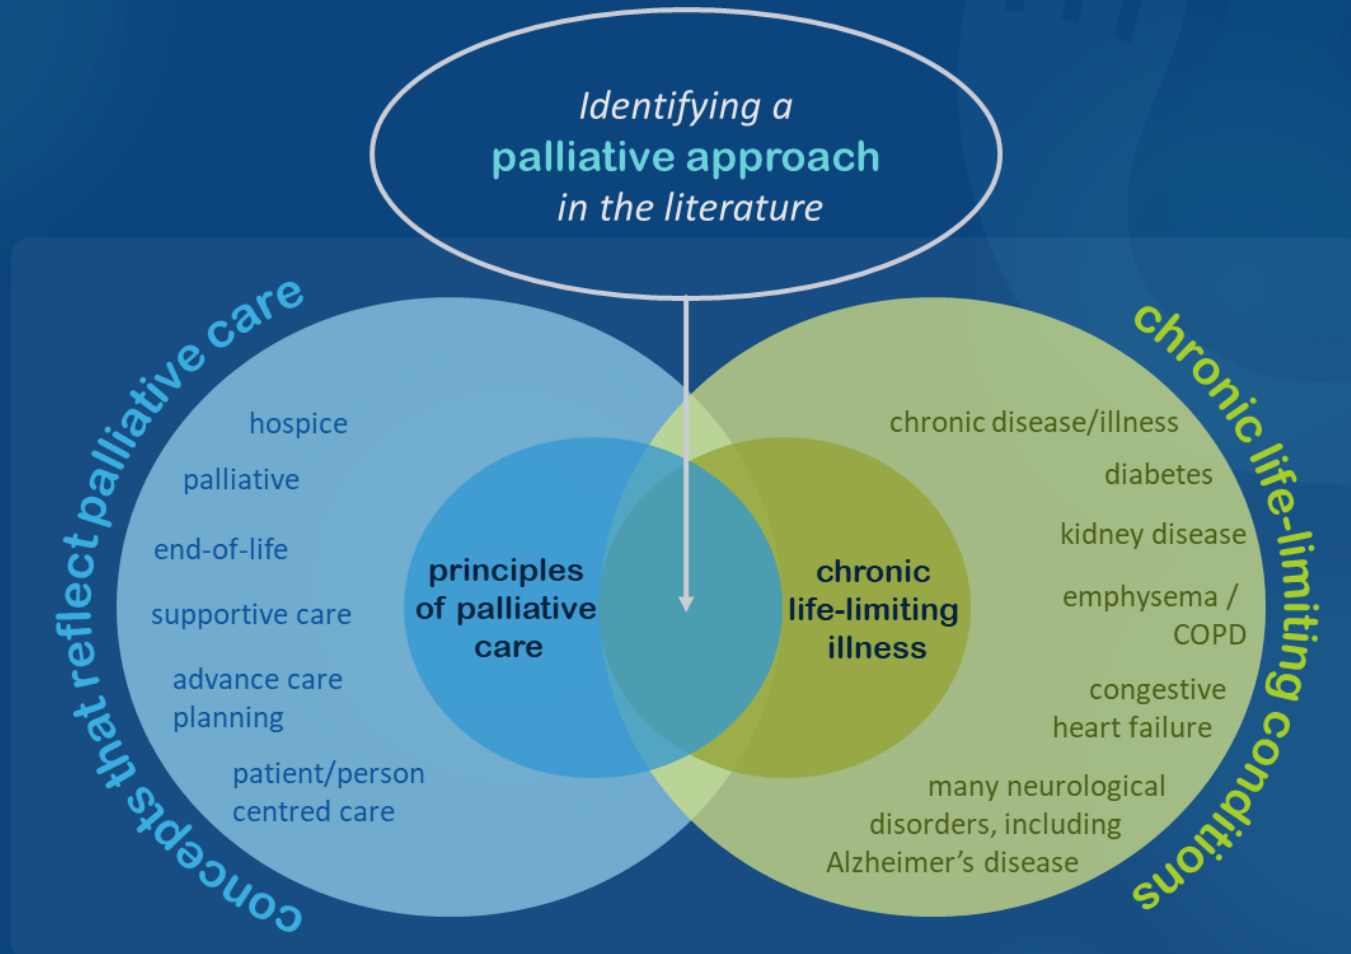 Identifying a
palliative approach
in the literature
concepts that reflect palliative care
hospice
palliative
end-of-life
supportive care
advance care
planning
patient/person
centred care
principles
of palliative
care
chronic
life-limiting
illness
chronic disease/illness
diabetes
kidney disease
emphysema /
COPD
congestive
heart failure
many neurological
disorders, including
Alzheimer’s disease
chronic life-limiting conditions